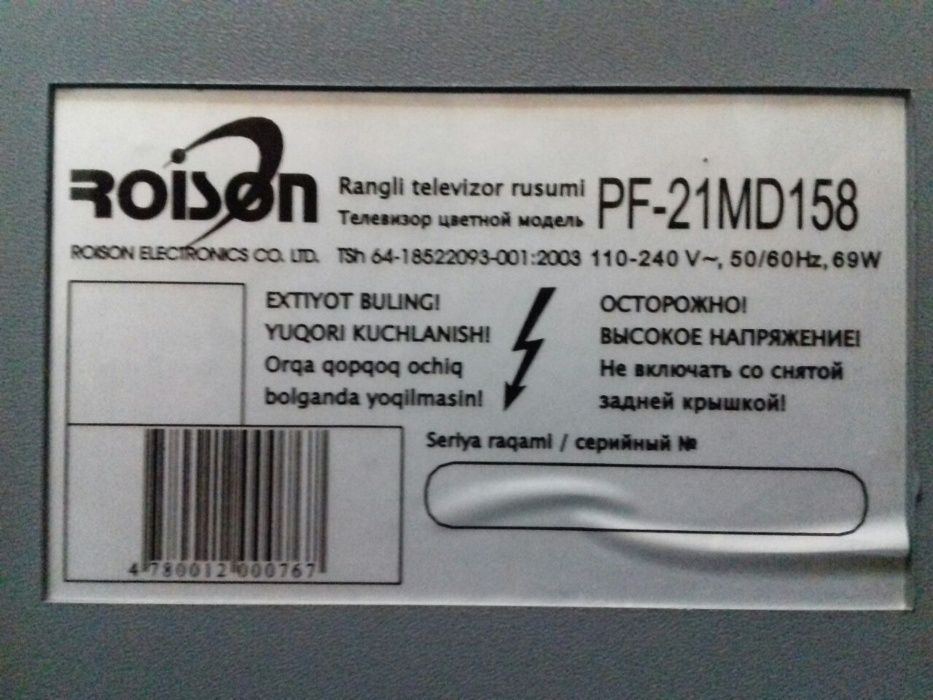 ROISON
Rangli televizor rusumi PF-21MD158
Телевизор цветной модель
ROISON ELECTRONICS CO. LTD. TSh 64-18522093-001:2003 110-240 V~, 50/60Hz, 69W
EXTIYOT BULING!
YUQORI KUCHLANISH!
Orqa qopqoq ochiq
bolganda yoqilmasin!
ОСТОРОЖНО!
ВЫСОКОЕ НАПРЯЖЕНИЕ!
Не включать со снятой
задней крышкой!
Seriya raqami / серийный №
4 780012 000767